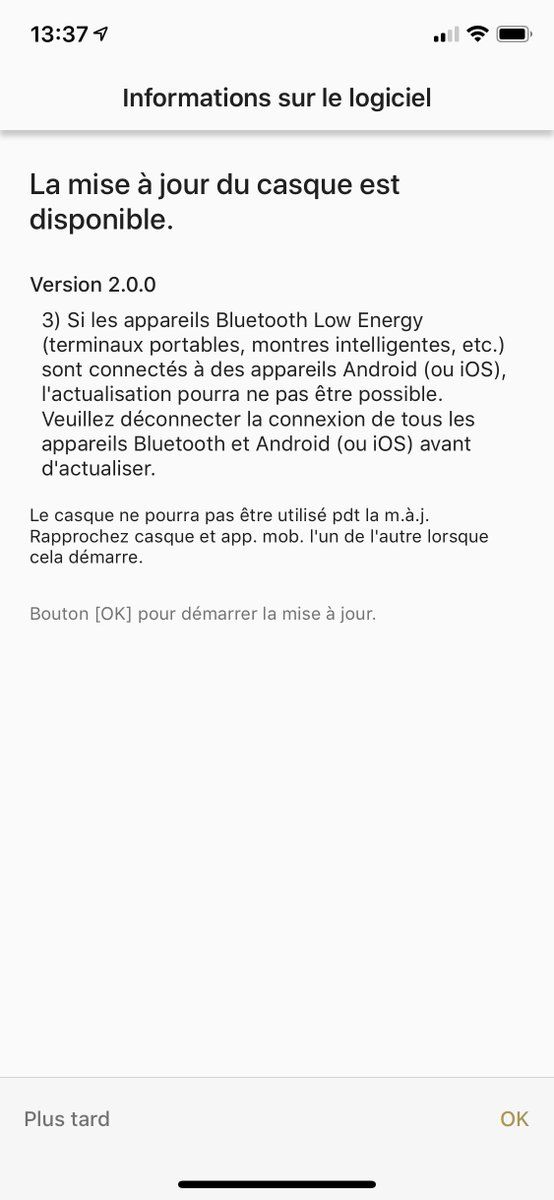 13:37
Informations sur le logiciel
La mise à jour du casque est
disponible.
Version 2.0.0
3) Si les appareils Bluetooth Low Energy
(terminaux portables, montres intelligentes, etc.)
sont connectés à des appareils Android (ou iOS),
l'actualisation pourra ne pas être possible.
Veuillez déconnecter la connexion de tous les
appareils Bluetooth et Android (ou iOS) avant
d'actualiser.
Le casque ne pourra pas être utilisé pdt la m.à.j.
Rapprochez casque et app. mob. l'un de l'autre lorsque
cela démarre.
Bouton [OK] pour démarrer la mise à jour.
Plus tard OK